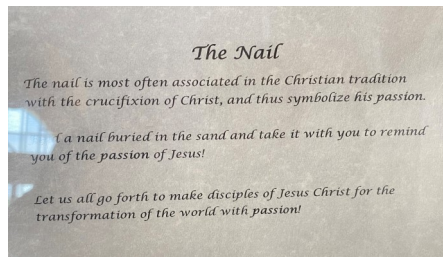 The Nail
The nail is most often associated in the Christian tradition
with the crucifixion of Christ, and thus symbolize his passion.
a nail buried in the sand and take it with you to remind
you of the passion of Jesus!
Let us all go forth to make disciples of Jesus Christ for the
transformation of the world with passion!